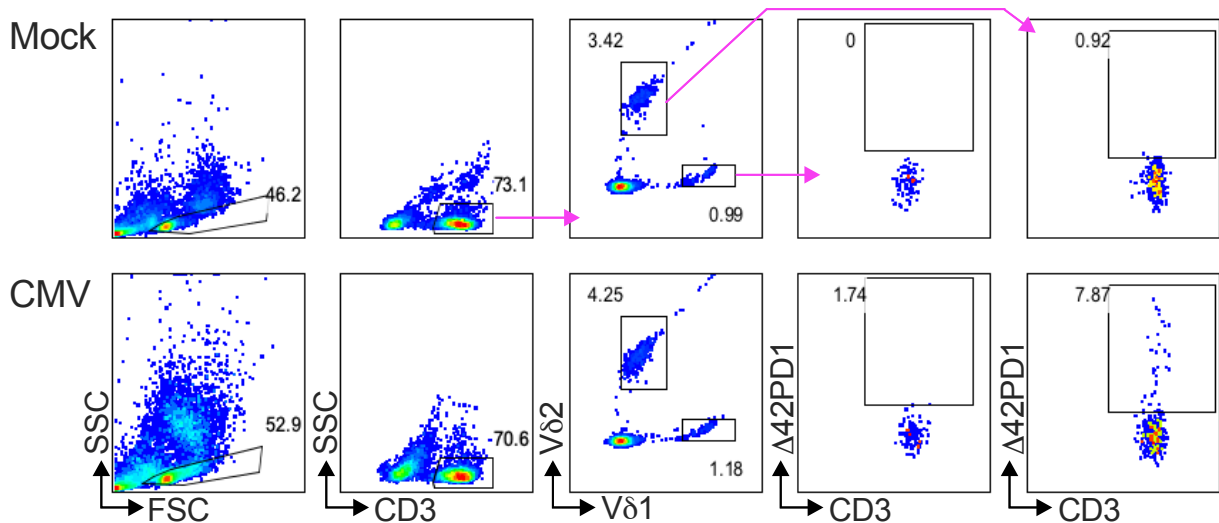 Mock
46.2
73.1
3.42
0.99
0
0.92
CMV
52.9
70.6
4.25
1.18
1.74
7.87
SSC
FSC
SSC
CD3
Vδ2
Vδ1
Δ42PD1
CD3
Δ42PD1
CD3